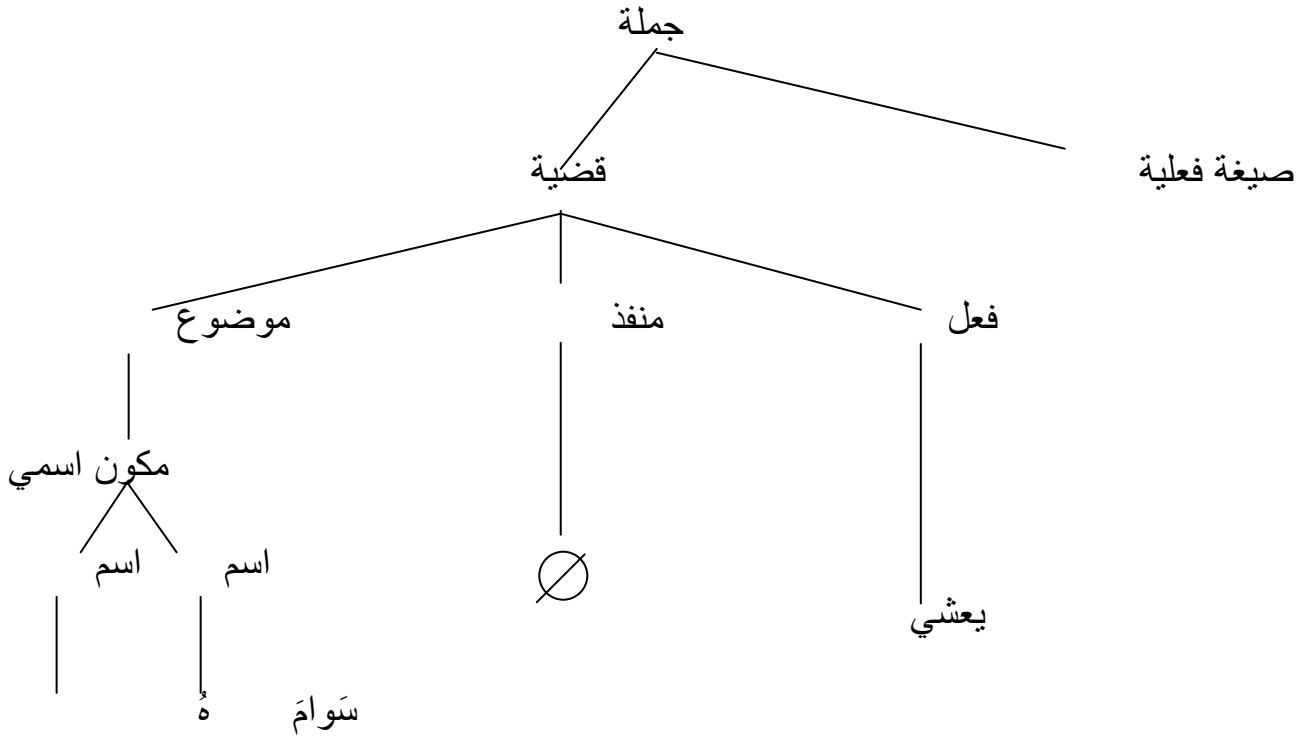 جملة
صيغة فعلية قضية
فعل منفذ موضوع
مكون اسمي
اسم اسم
∅
يعشي
سَوامَ هُ